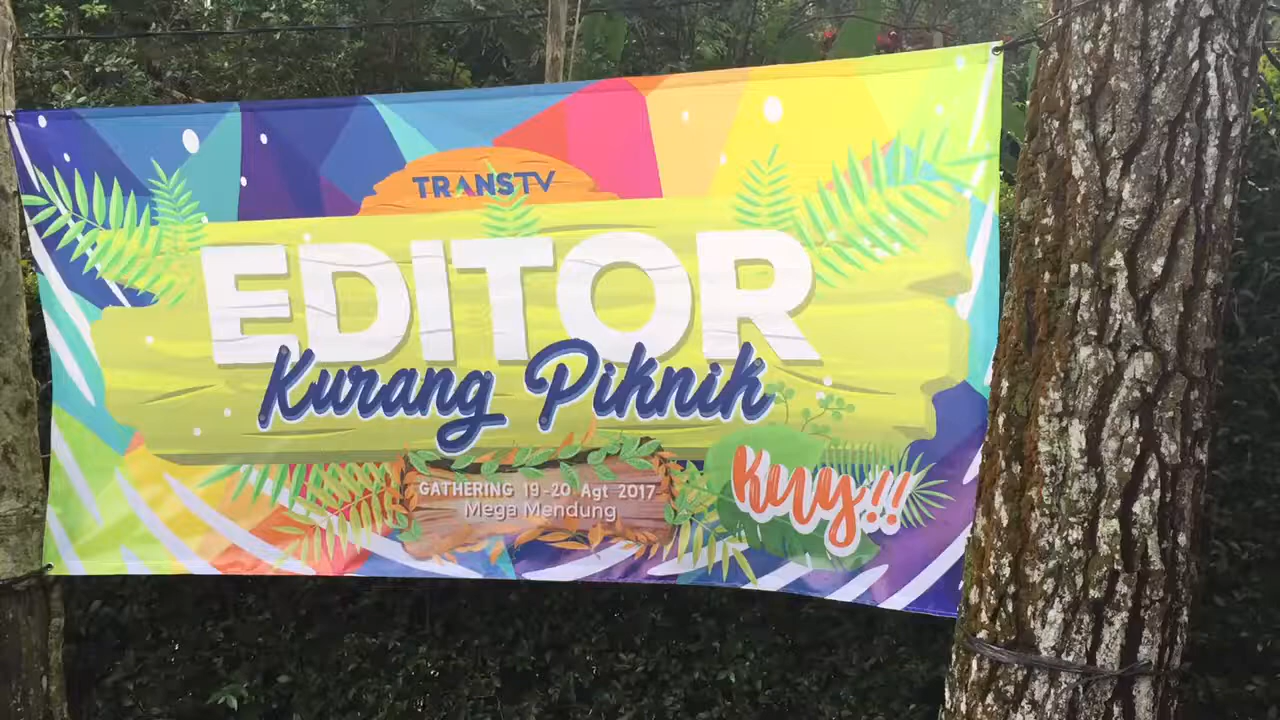 TRANSTV
EDITOR
Kurang Piknik
GATHERING 19-20 Agt 2017
Mega Mendung
Kuy!!